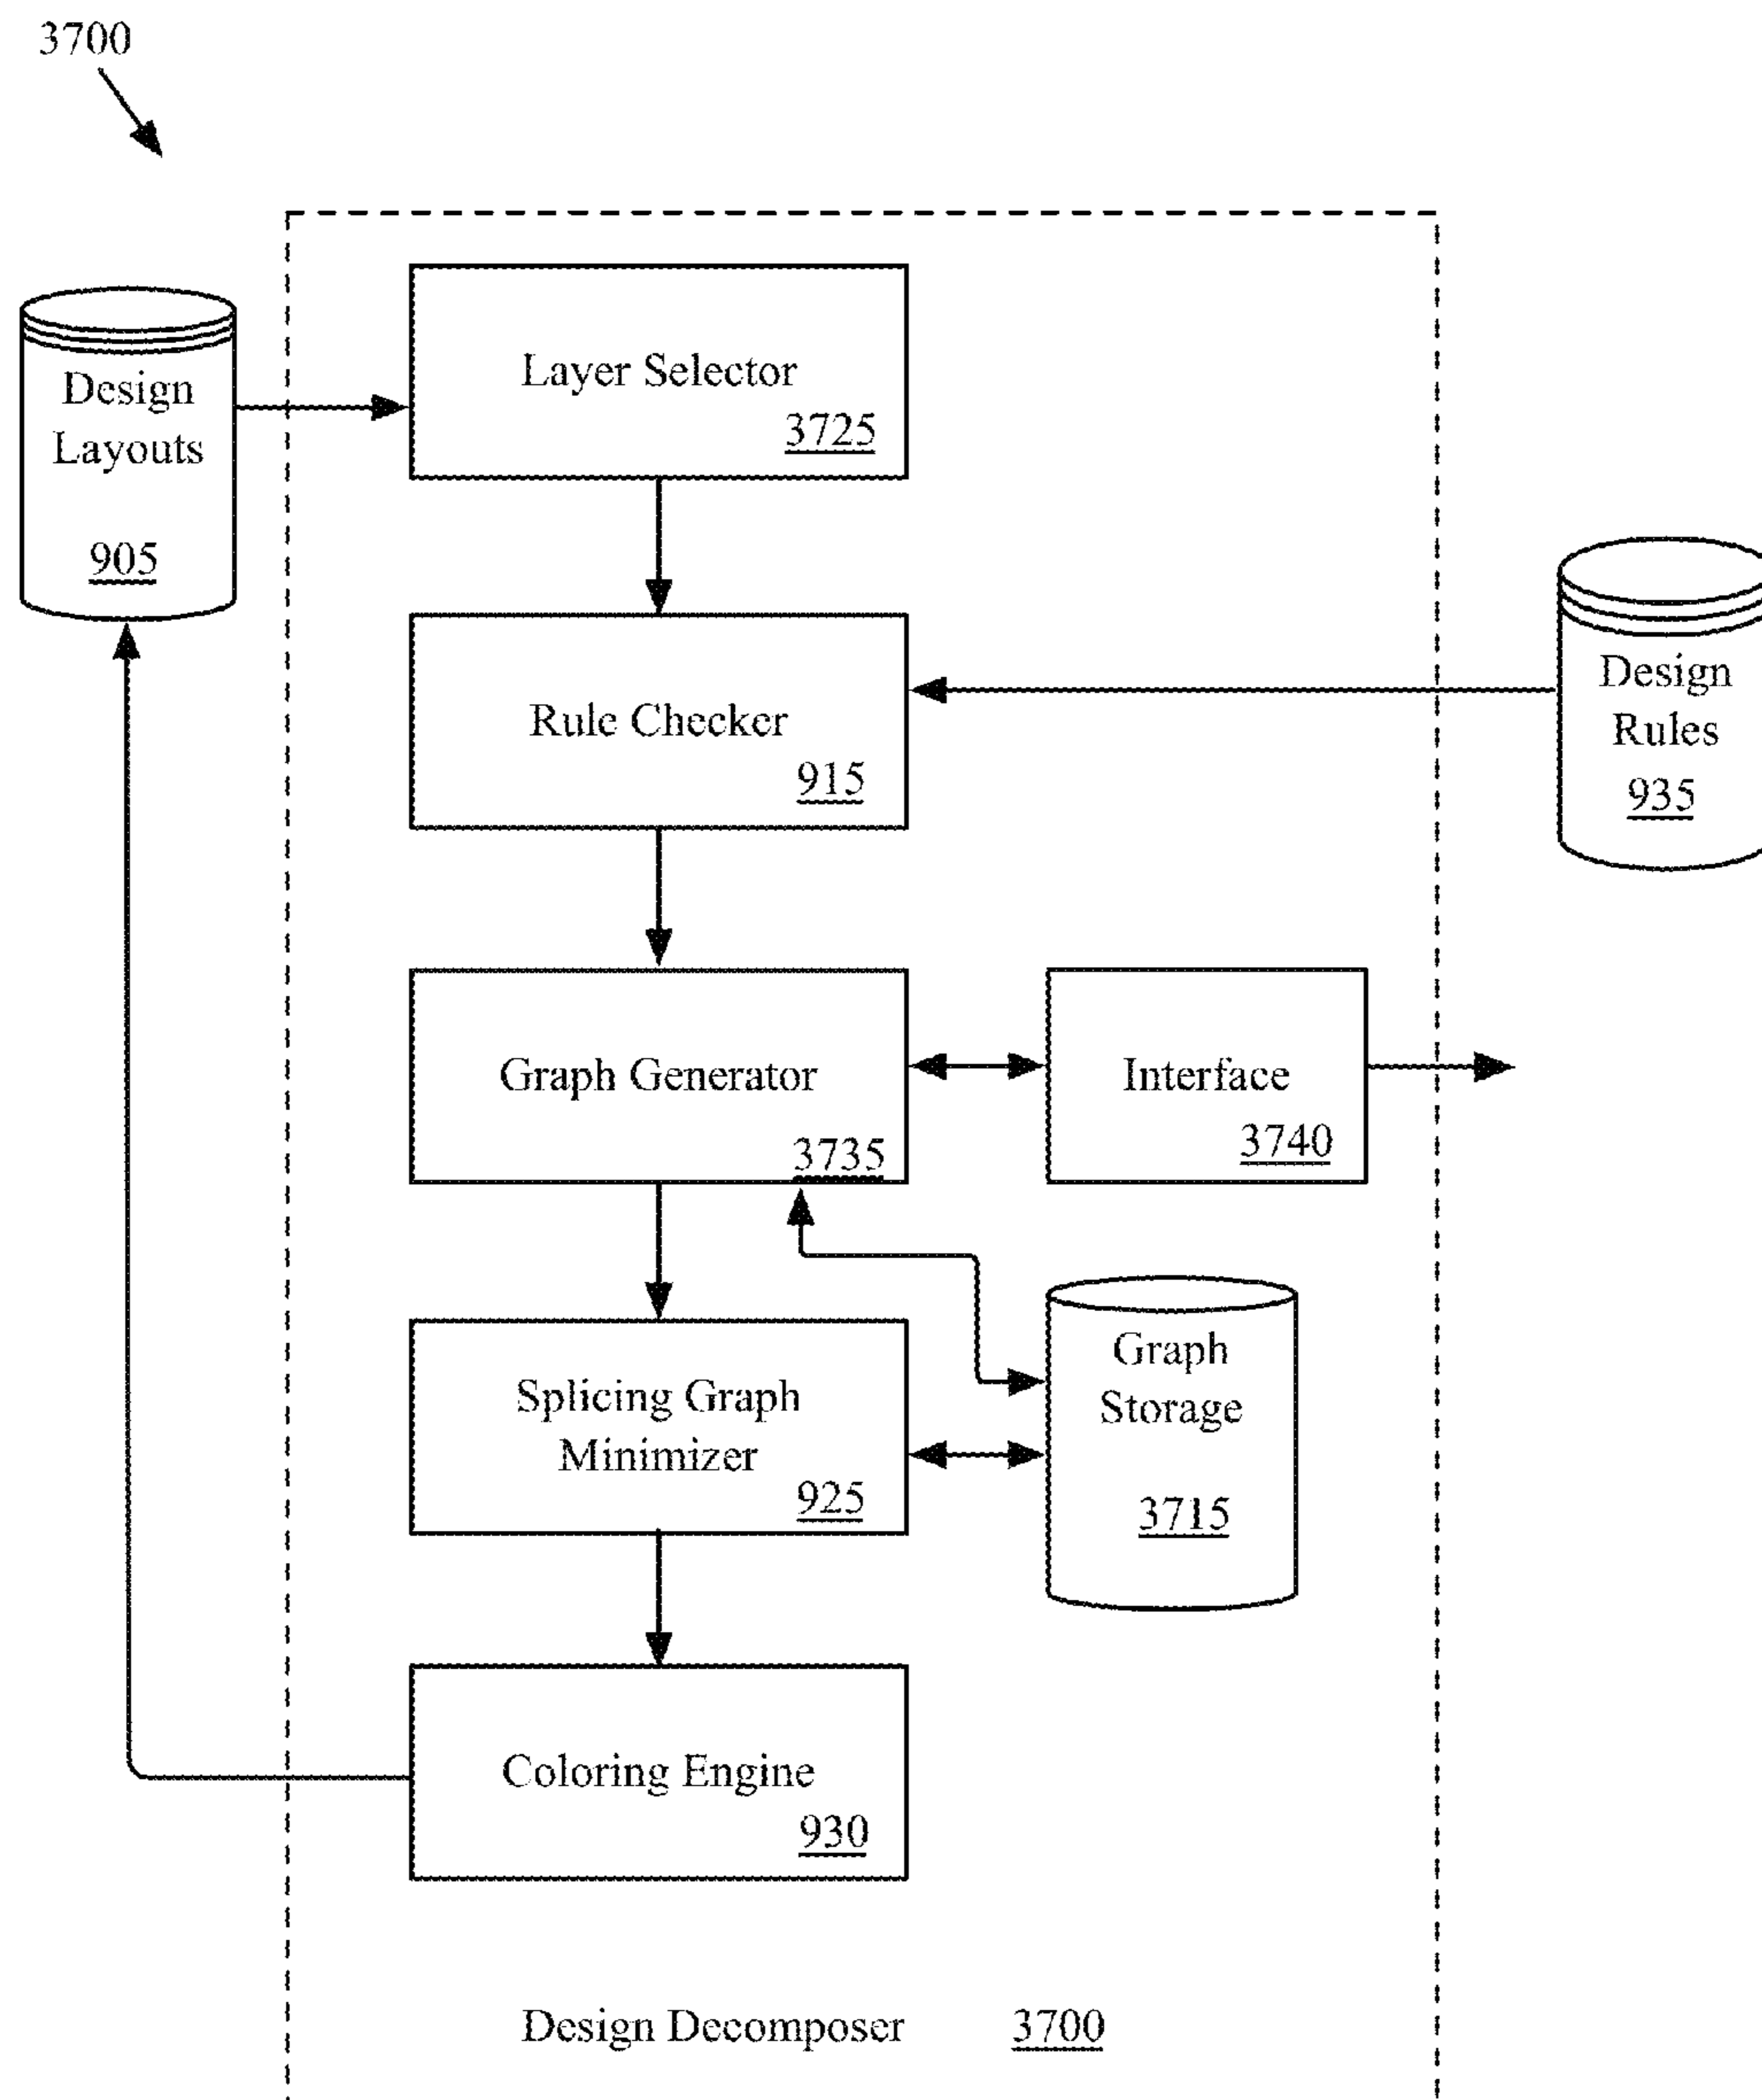 3700
Layer Selector
3725
Design
Layouts
905
Rule Checker
915
Design
Rules
935
Graph Generator
3735
Interface
3740
Splicing Graph
Minimizer
925
Graph
Storage
3715
Coloring Engine
930
Design Decomposer 3700